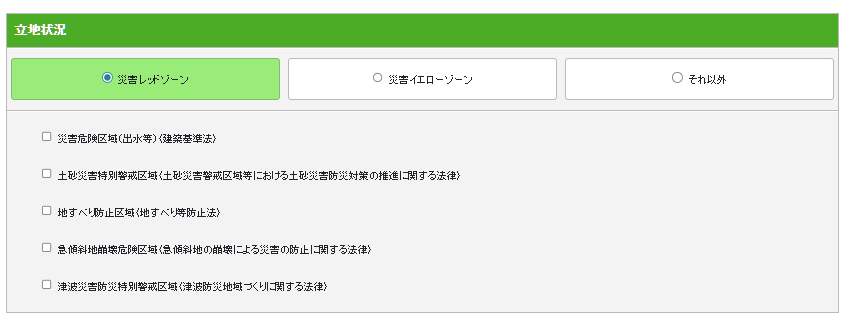 立地状況
災害レッドゾーン
災害イエローゾーン
それ以外
災害危険区域(出水等)〈建築基準法〉
土砂災害特別警戒区域〈土砂災害警戒区域等における土砂災害防災対策の推進に関する法律〉
地すべり防止区域〈地すべり等防止法〉
急傾斜地崩壊危険区域〈急傾斜地の崩壊による災害の防止に関する法律〉
津波災害防災特別警戒区域〈津波防災地域づくりに関する法律〉